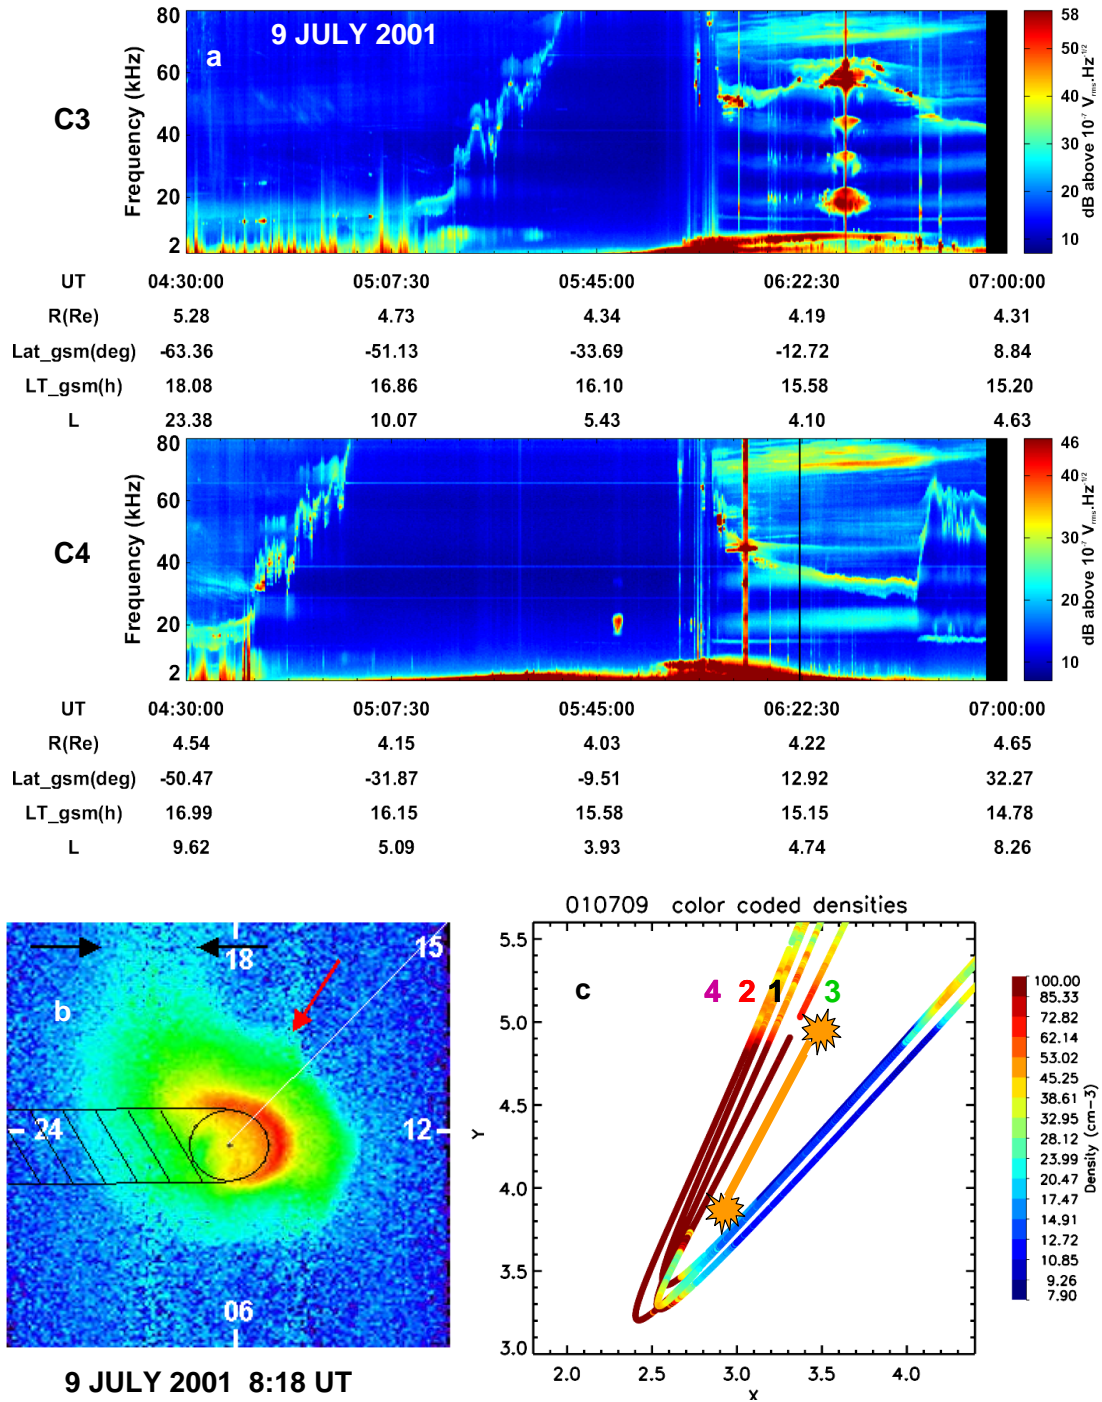 80
9 JULY 2001
a
60
C3
Frequency (kHz)
40
20
2
58
50
40
30
20
10
dB above 10⁻⁷ Vrms.Hz⁻¹ᐟ²
UT 04:30:00 05:07:30 05:45:00 06:22:30 07:00:00
R(Re) 5.28 4.73 4.34 4.19 4.31
Lat_gsm(deg) -63.36 -51.13 -33.69 -12.72 8.84
LT_gsm(h) 18.08 16.86 16.10 15.58 15.20
L 23.38 10.07 5.43 4.10 4.63
80
60
C4
Frequency (kHz)
40
20
2
46
40
30
20
10
dB above 10⁻⁷ Vrms.Hz⁻¹ᐟ²
UT 04:30:00 05:07:30 05:45:00 06:22:30 07:00:00
R(Re) 4.54 4.15 4.03 4.22 4.65
Lat_gsm(deg) -50.47 -31.87 -9.51 12.92 32.27
LT_gsm(h) 16.99 16.15 15.58 15.15 14.78
L 9.62 5.09 3.93 4.74 8.26
18
15
b
24
12
06
9 JULY 2001 8:18 UT
010709 color coded densities
5.5
c
4 2 1 3
5.0
4.5
Y
4.0
3.5
3.0
2.0 2.5 3.0 3.5 4.0
X
100.00
85.33
72.82
62.14
53.02
45.25
38.61
32.95
28.12
23.99
20.47
17.47
14.91
12.72
10.85
9.26
7.90
Density (cm-3)